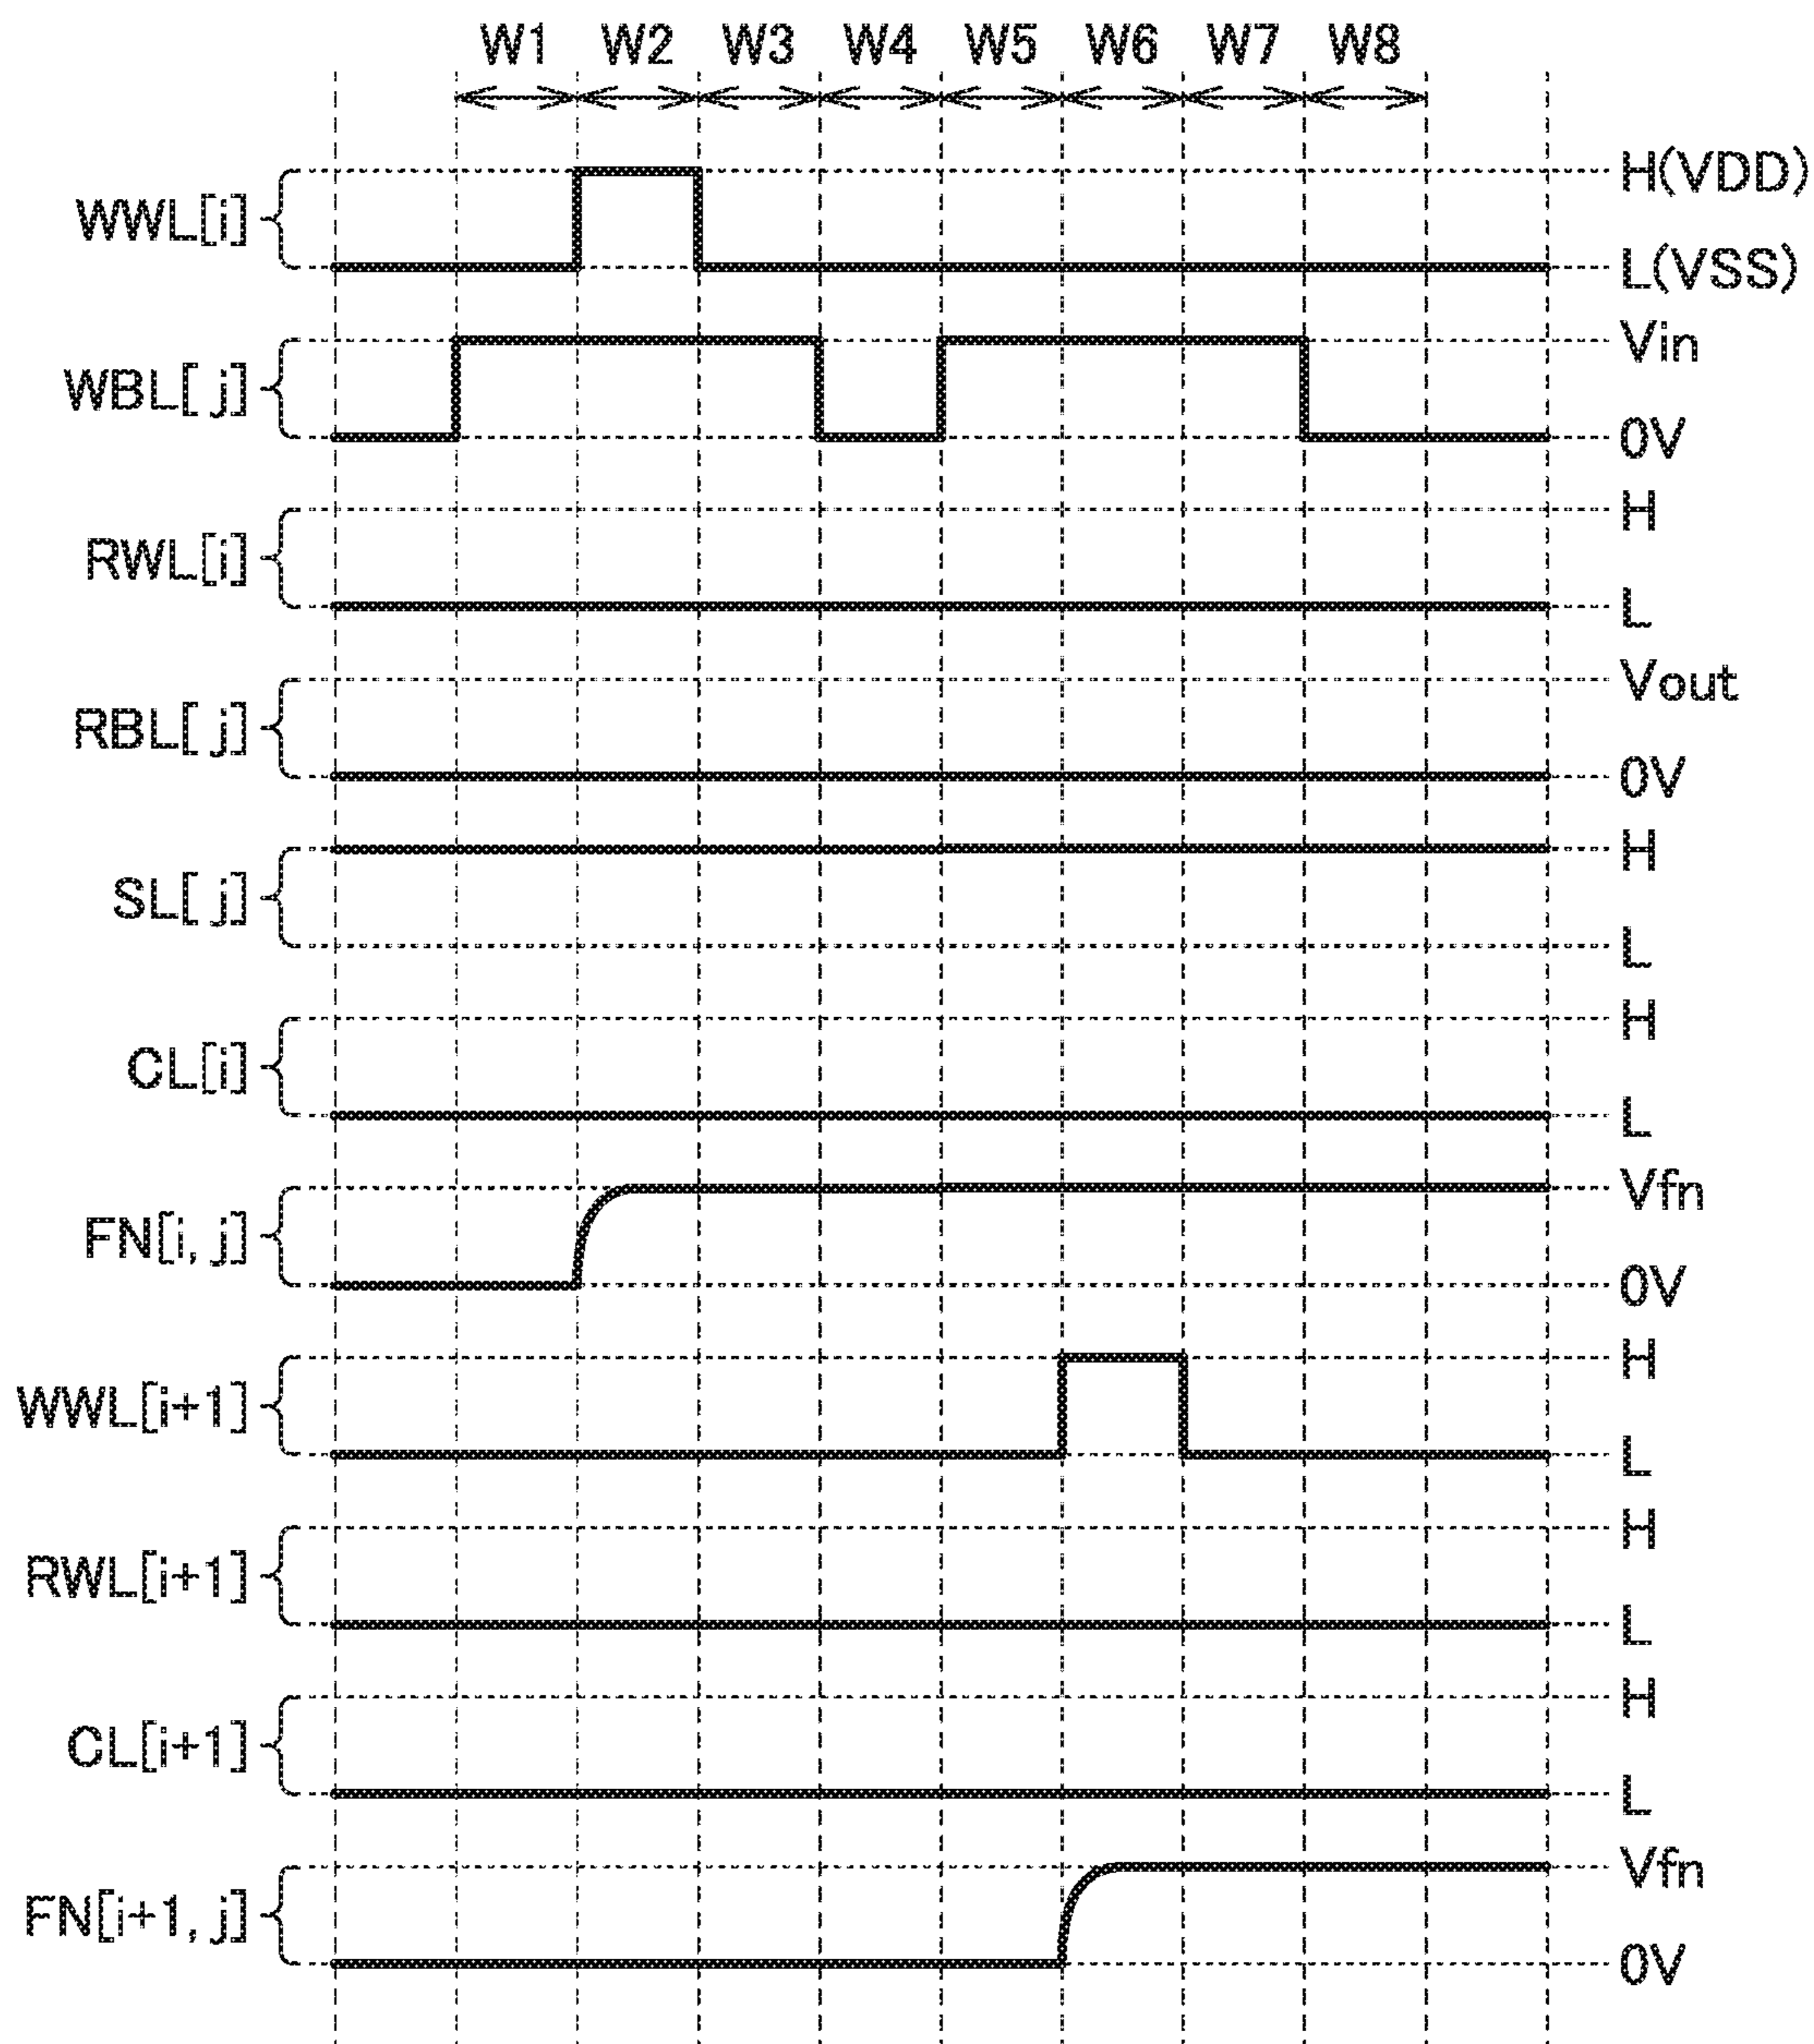 W1 W2 W3 W4 W5 W6 W7 W8
WWL[i]
H(VDD)
L(VSS)
WBL[ j]
Vin
0V
RWL[i]
H
L
RBL[ j]
Vout
0V
SL[ j]
H
L
CL[i]
H
L
FN[i, j]
Vfn
0V
WWL[i+1]
H
L
RWL[i+1]
H
L
CL[i+1]
H
L
FN[i+1, j]
Vfn
0V